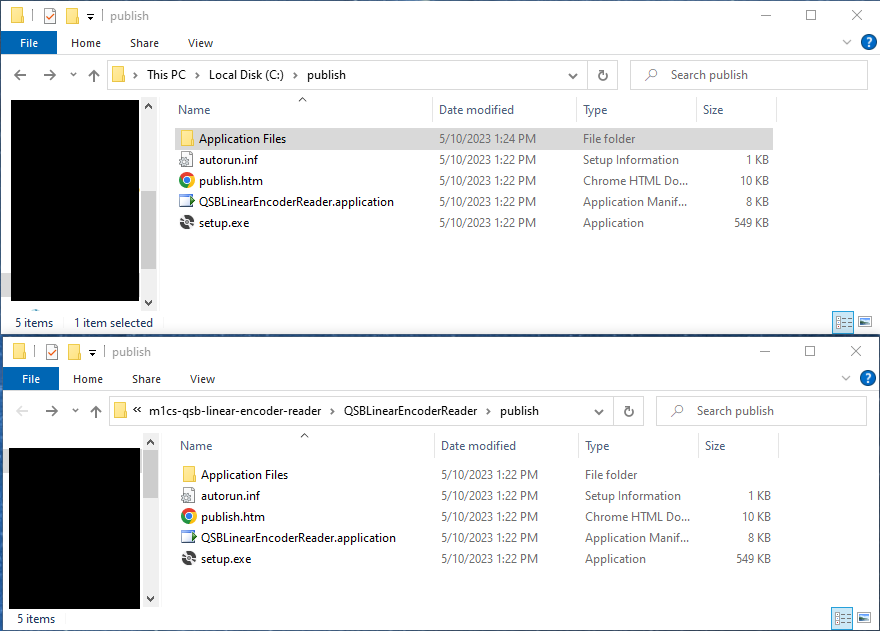 publish
File Home Share View
This PC > Local Disk (C:) > publish
Search publish
Name Date modified Type Size
Application Files 5/10/2023 1:24 PM File folder
autorun.inf 5/10/2023 1:22 PM Setup Information 1 KB
publish.htm 5/10/2023 1:22 PM Chrome HTML Do... 10 KB
QSBLinearEncoderReader.application 5/10/2023 1:22 PM Application Manif... 8 KB
setup.exe 5/10/2023 1:22 PM Application 549 KB
5 items 1 item selected
publish
File Home Share View
« m1cs-qsb-linear-encoder-reader > QSBLinearEncoderReader > publish
Search publish
Name Date modified Type Size
Application Files 5/10/2023 1:22 PM File folder
autorun.inf 5/10/2023 1:22 PM Setup Information 1 KB
publish.htm 5/10/2023 1:22 PM Chrome HTML Do... 10 KB
QSBLinearEncoderReader.application 5/10/2023 1:22 PM Application Manif... 8 KB
setup.exe 5/10/2023 1:22 PM Application 549 KB
5 items